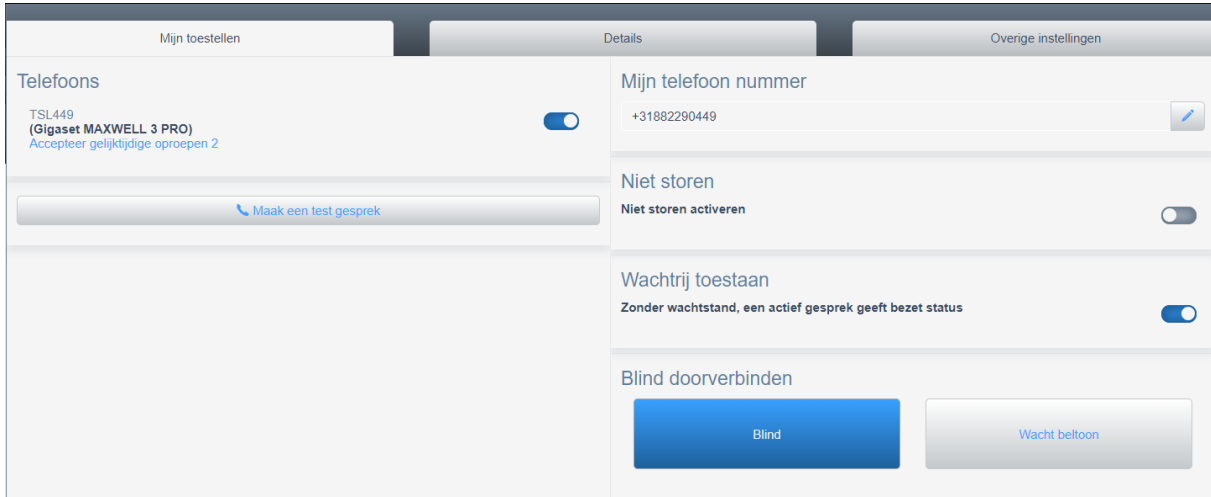 Mijn toestellen
Details
Overige instellingen
Telefoons
TSL449
(Gigaset MAXWELL 3 PRO)
Accepteer gelijktijdige oproepen 2
Maak een test gesprek
Mijn telefoon nummer
+31882290449
Niet storen
Niet storen activeren
Wachtrij toestaan
Zonder wachtstand, een actief gesprek geeft bezet status
Blind doorverbinden
Blind
Wacht beltoon